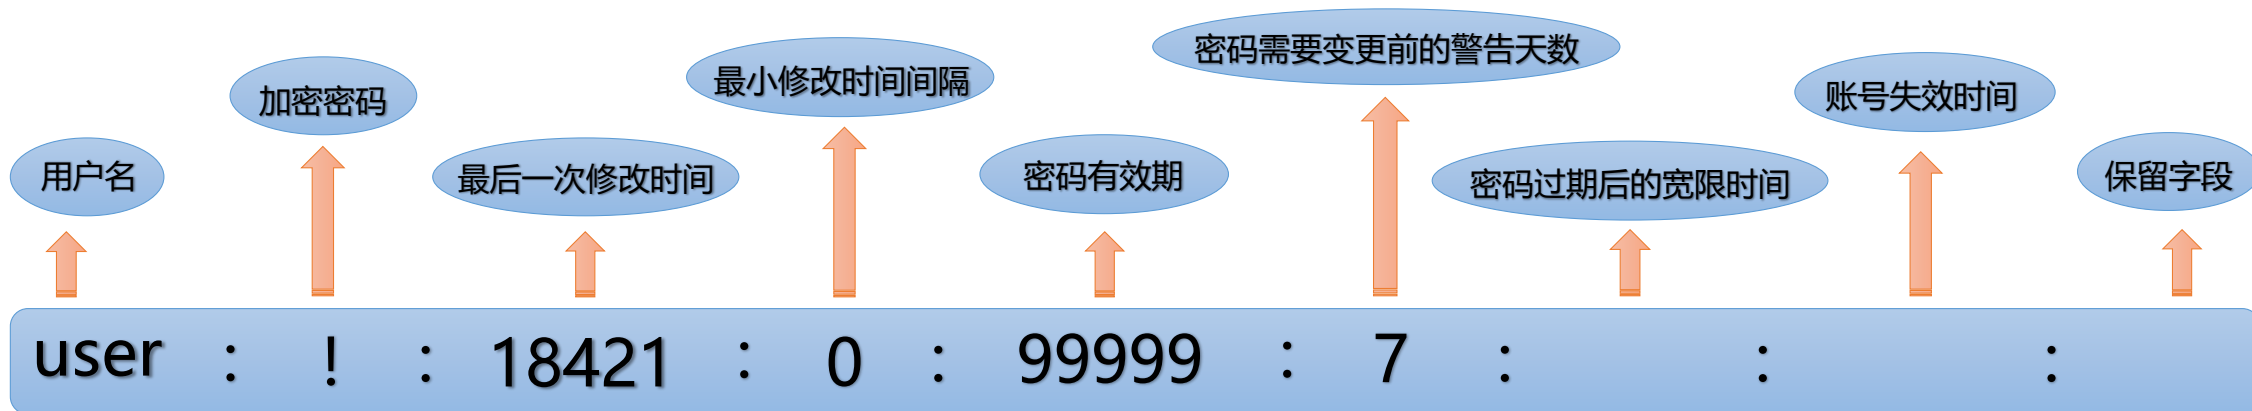 密码需要变更前的警告天数
最小修改时间间隔
加密密码
账号失效时间
用户名
最后一次修改时间
密码有效期
密码过期后的宽限时间
保留字段
user : ! : 18421 : 0 : 99999 : 7 : : :